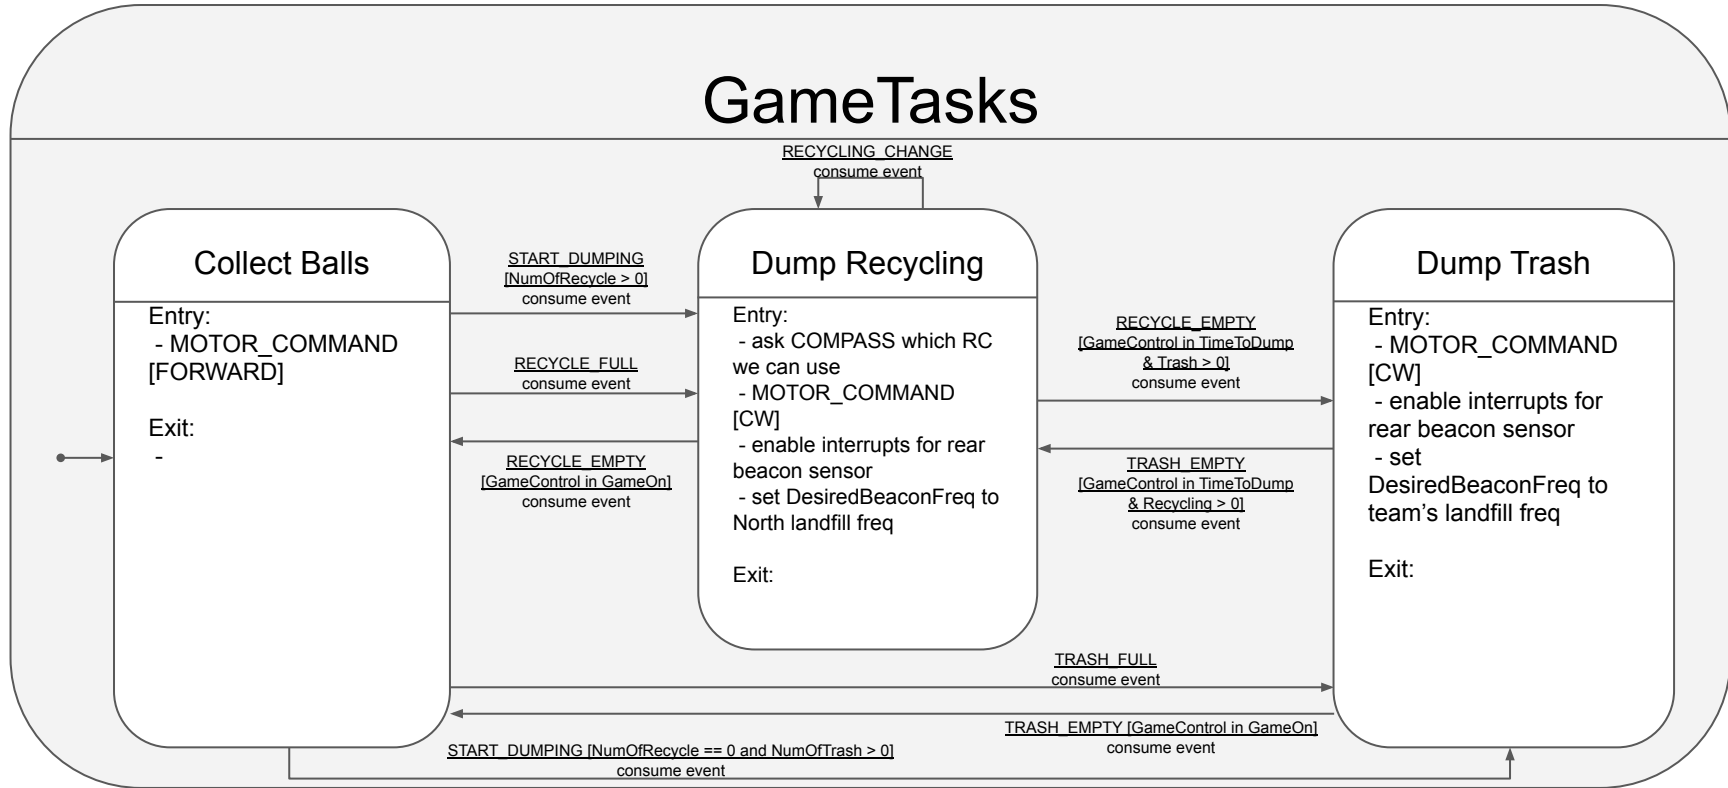 GameTasks
RECYCLING_CHANGE
consume event
Collect Balls
Entry:
- MOTOR_COMMAND
[FORWARD]
Exit:
-
START_DUMPING
[NumOfRecycle > 0]
consume event
RECYCLE_FULL
consume event
RECYCLE_EMPTY
[GameControl in GameOn]
consume event
Dump Recycling
Entry:
- ask COMPASS which RC
we can use
- MOTOR_COMMAND
[CW]
- enable interrupts for rear
beacon sensor
- set DesiredBeaconFreq to
North landfill freq
Exit:
RECYCLE_EMPTY
[GameControl in TimeToDump
& Trash > 0]
consume event
TRASH_EMPTY
[GameControl in TimeToDump
& Recycling > 0]
consume event
Dump Trash
Entry:
- MOTOR_COMMAND
[CW]
- enable interrupts for
rear beacon sensor
- set
DesiredBeaconFreq to
team's landfill freq
Exit:
TRASH_FULL
consume event
TRASH_EMPTY [GameControl in GameOn]
consume event
START_DUMPING [NumOfRecycle == 0 and NumOfTrash > 0]
consume event